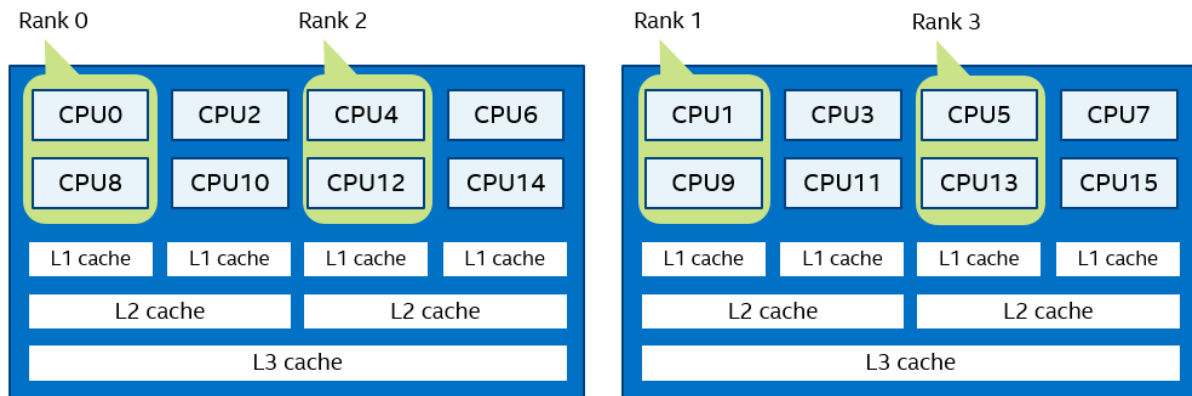 Rank 0
Rank 2
Rank 1
Rank 3
CPU0
CPU2
CPU4
CPU6
CPU8
CPU10
CPU12
CPU14
L1 cache
L1 cache
L1 cache
L1 cache
L2 cache
L2 cache
L3 cache
CPU1
CPU3
CPU5
CPU7
CPU9
CPU11
CPU13
CPU15
L1 cache
L1 cache
L1 cache
L1 cache
L2 cache
L2 cache
L3 cache